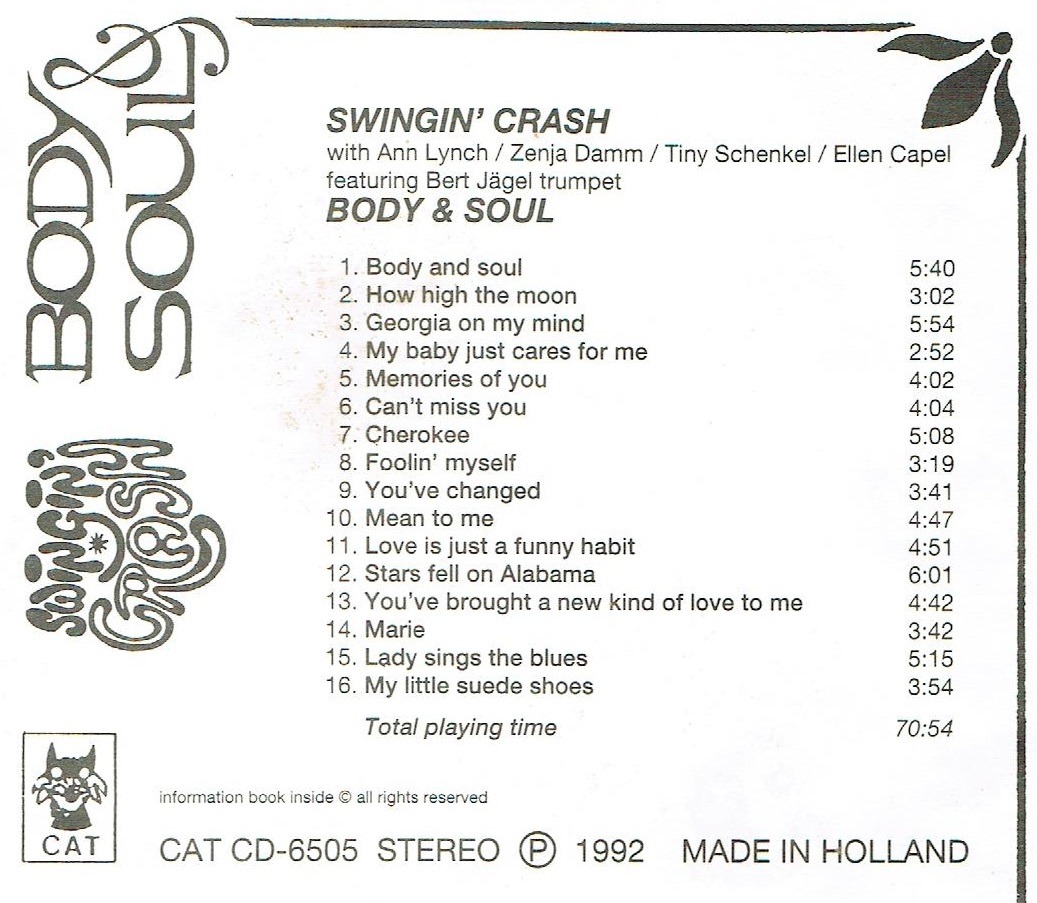 BODY &
SOUL
SWINGIN' CRASH
SWINGIN' CRASH
with Ann Lynch / Zenja Damm / Tiny Schenkel / Ellen Capel
featuring Bert Jägel trumpet
BODY & SOUL
1. Body and soul 5:40
2. How high the moon 3:02
3. Georgia on my mind 5:54
4. My baby just cares for me 2:52
5. Memories of you 4:02
6. Can't miss you 4:04
7. Cherokee 5:08
8. Foolin' myself 3:19
9. You've changed 3:41
10. Mean to me 4:47
11. Love is just a funny habit 4:51
12. Stars fell on Alabama 6:01
13. You've brought a new kind of love to me 4:42
14. Marie 3:42
15. Lady sings the blues 5:15
16. My little suede shoes 3:54
Total playing time 70:54
CAT
information book inside © all rights reserved
CAT CD-6505 STEREO Ⓟ 1992 MADE IN HOLLAND